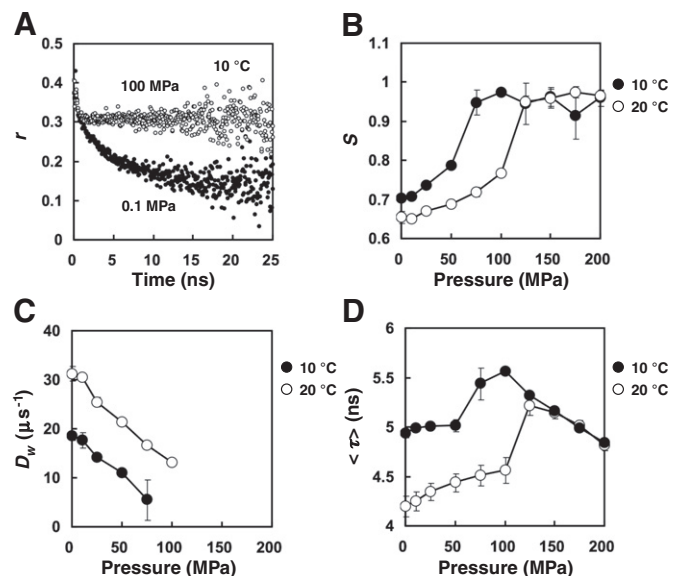 A
r
0.5
0.4
0.3
0.2
0.1
0
100 MPa
10 °C
0.1 MPa
0 5 10 15 20 25
Time (ns)
B
S
1.1
1
0.9
0.8
0.7
0.6
10 °C
20 °C
0 50 100 150 200
Pressure (MPa)
C
D_w (μs⁻¹)
40
30
20
10
0
10 °C
20 °C
0 50 100 150 200
Pressure (MPa)
D
<τ> (ns)
6
5.5
5
4.5
4
10 °C
20 °C
0 50 100 150 200
Pressure (MPa)